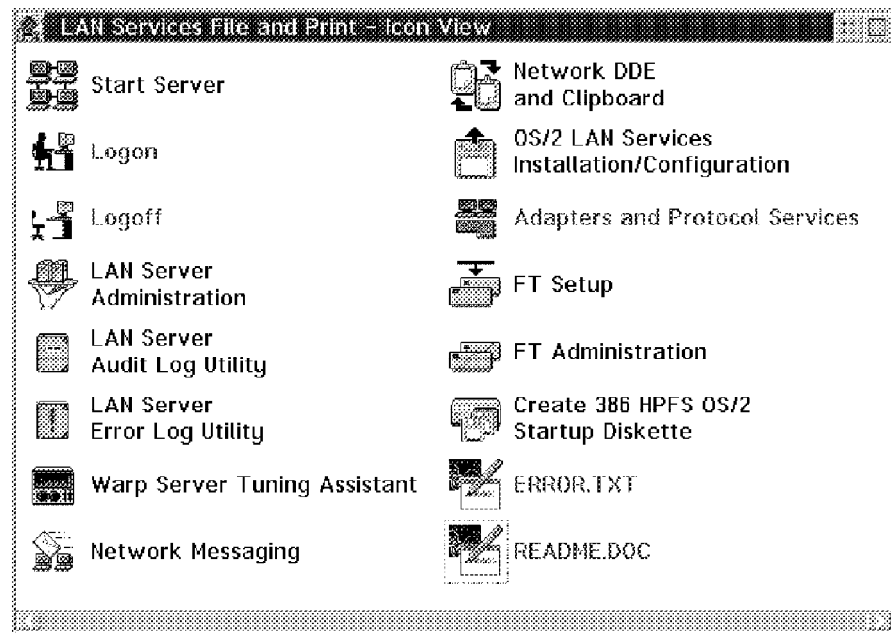 LAN Services File and Print - Icon View
Start Server
Logon
Logoff
LAN Server
Administration
LAN Server
Audit Log Utility
LAN Server
Error Log Utility
Warp Server Tuning Assistant
Network Messaging
Network DDE
and Clipboard
OS/2 LAN Services
Installation/Configuration
Adapters and Protocol Services
FT Setup
FT Administration
Create 386 HPFS OS/2
Startup Diskette
ERROR.TXT
README.DOC